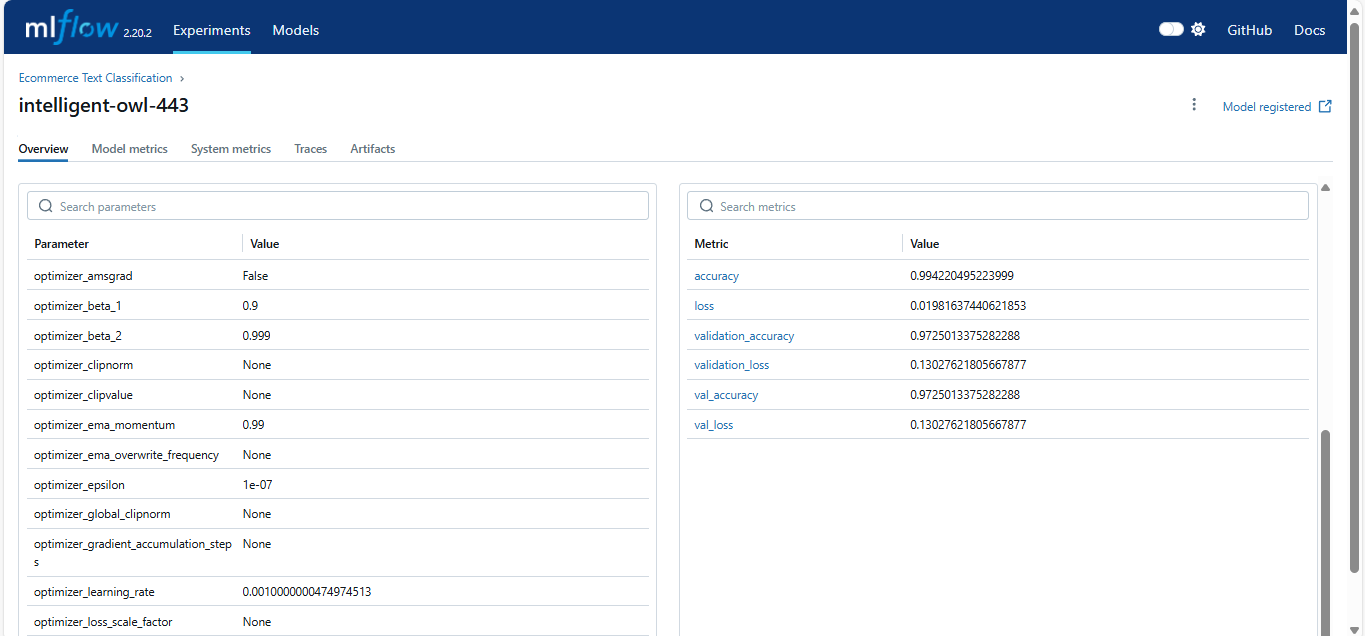 mlflow 2.20.2 Experiments Models GitHub Docs
Ecommerce Text Classification ›
intelligent-owl-443
Model registered
Overview Model metrics System metrics Traces Artifacts
Search parameters
Parameter Value
optimizer_amsgrad False
optimizer_beta_1 0.9
optimizer_beta_2 0.999
optimizer_clipnorm None
optimizer_clipvalue None
optimizer_ema_momentum 0.99
optimizer_ema_overwrite_frequency None
optimizer_epsilon 1e-07
optimizer_global_clipnorm None
optimizer_gradient_accumulation_step None
s
optimizer_learning_rate 0.0010000000474974513
optimizer_loss_scale_factor None
Search metrics
Metric Value
accuracy 0.994220495223999
loss 0.01981637440621853
validation_accuracy 0.9725013375282288
validation_loss 0.13027621805667877
val_accuracy 0.9725013375282288
val_loss 0.13027621805667877